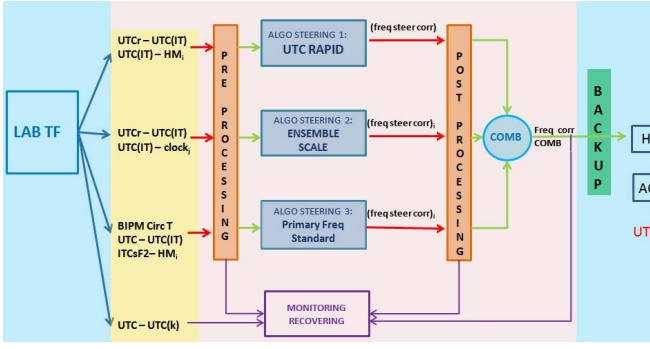 LAB TF
UTCr – UTC(IT)
UTC(IT) – HMi
UTCr – UTC(IT)
UTC(IT) – clockj
BIPM Circ T
UTC – UTC(IT)
ITCsF2 – HMi
UTC – UTC(k)
PRE PROCESSING
ALGO STEERING 1:
UTC RAPID
ALGO STEERING 2:
ENSEMBLE
SCALE
ALGO STEERING 3:
Primary Freq
Standard
(freq steer corr)
(freq steer corr)i
(freq steer corr)i
POST PROCESSING
COMB
Freq corr
COMB
MONITORING
RECOVERING
BACKUP
H
AO
UT